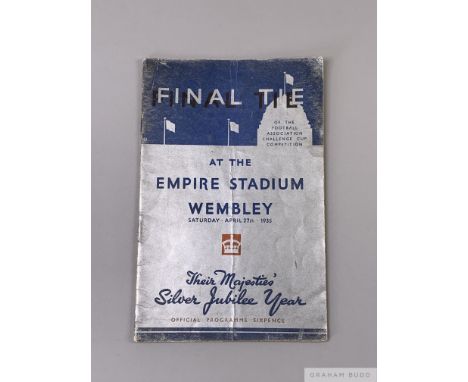 FINAL TIE
OF THE
FOOTBALL
ASSOCIATION
CHALLENGE CUP
COMPETITION
AT THE
EMPIRE STADIUM
WEMBLEY
SATURDAY · APRIL 27th · 1935
Their Majesties'
Silver Jubilee Year
OFFICIAL PROGRAMME SIXPENCE
GRAHAM BUDD